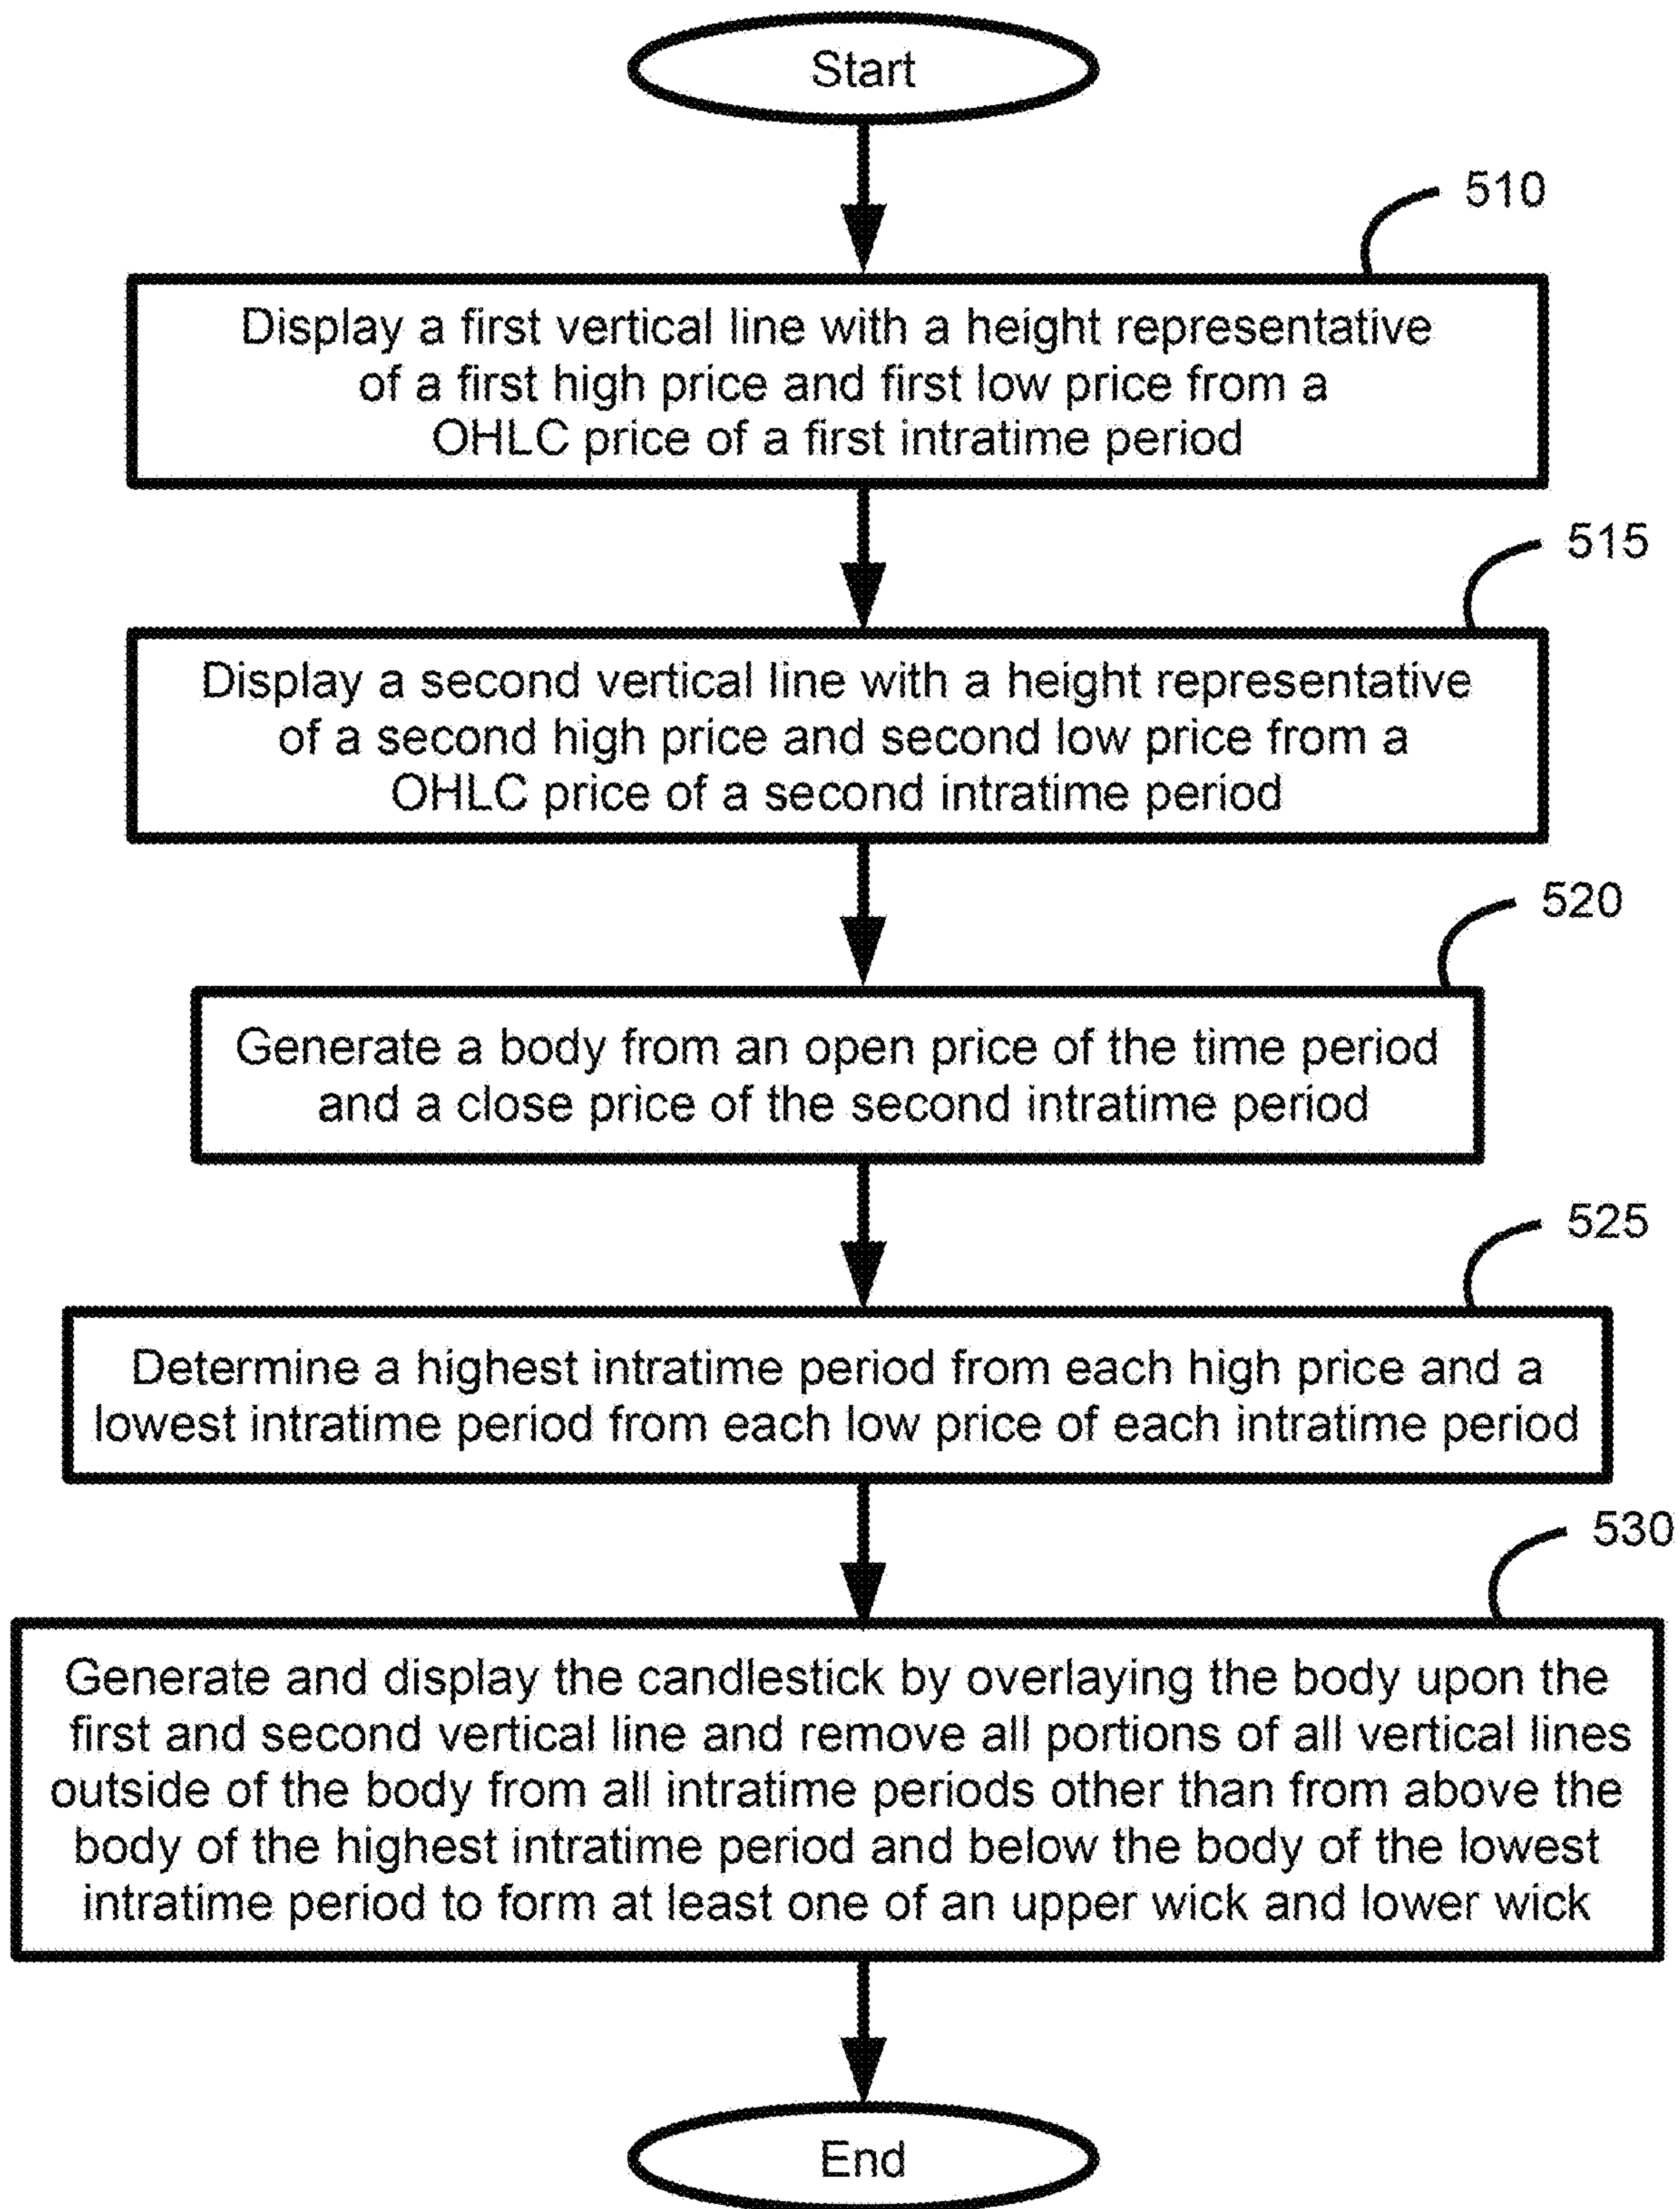 Start
510
Display a first vertical line with a height representative
of a first high price and first low price from a
OHLC price of a first intratime period
515
Display a second vertical line with a height representative
of a second high price and second low price from a
OHLC price of a second intratime period
520
Generate a body from an open price of the time period
and a close price of the second intratime period
525
Determine a highest intratime period from each high price and a
lowest intratime period from each low price of each intratime period
530
Generate and display the candlestick by overlaying the body upon the
first and second vertical line and remove all portions of all vertical lines
outside of the body from all intratime periods other than from above the
body of the highest intratime period and below the body of the lowest
intratime period to form at least one of an upper wick and lower wick
End